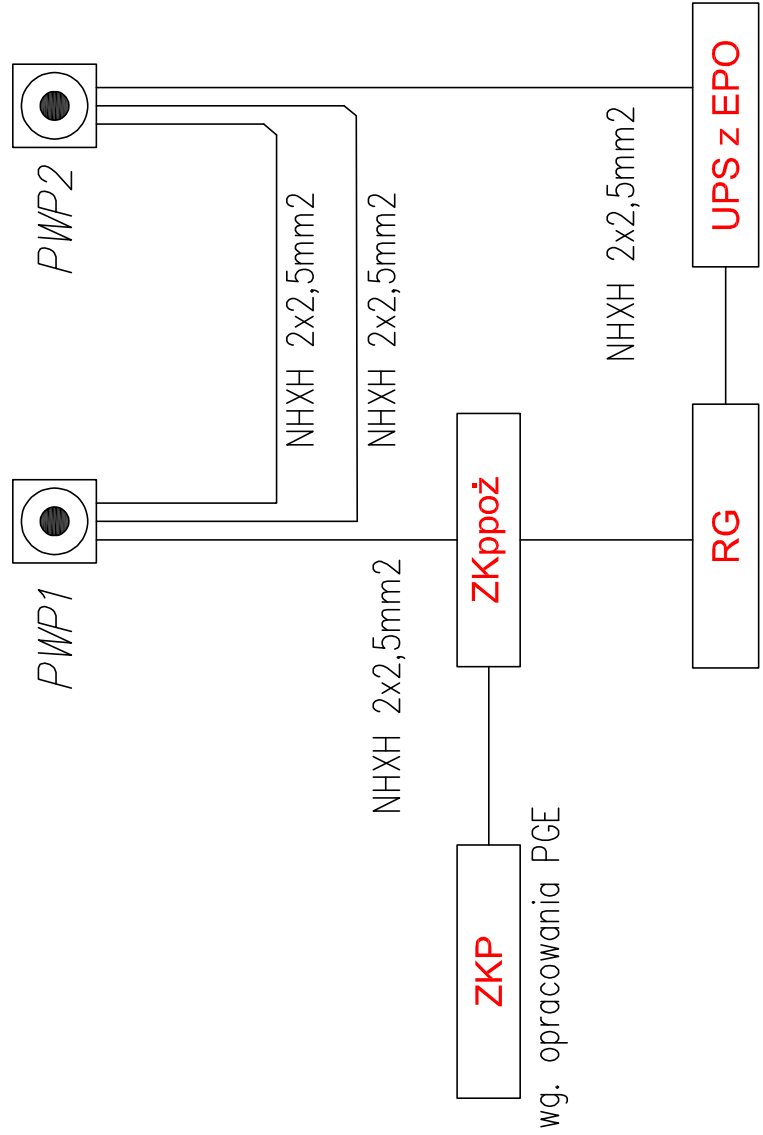 PWP1
PWP2
NHXH 2x2,5mm2
NHXH 2x2,5mm2
NHXH 2x2,5mm2
ZKP
wg. opracowania PGE
ZKppoż
NHXH 2x2,5mm2
RG
UPS z EPO